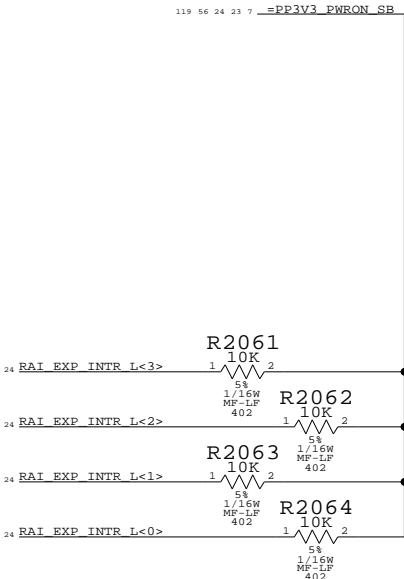 119 56 24 23 7 =PP3V3_PWRON_SB
R2061
10K
24 RAI_EXP_INTR_L<3> 1 2
5%
1/16W
MF-LF
402
R2062
10K
24 RAI_EXP_INTR_L<2> 1 2
5%
1/16W
MF-LF
402
R2063
10K
24 RAI_EXP_INTR_L<1> 1 2
5%
1/16W
MF-LF
402
R2064
10K
24 RAI_EXP_INTR_L<0> 1 2
5%
1/16W
MF-LF
402